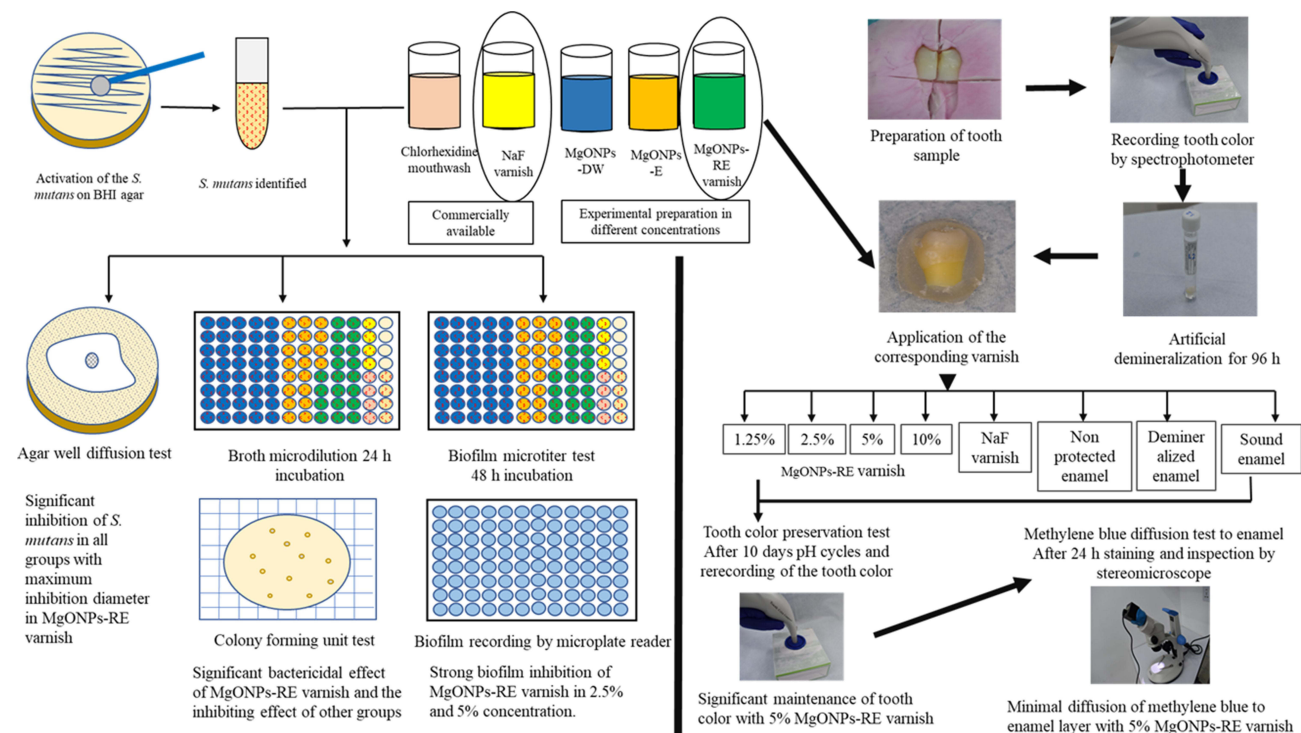 Activation of the S.
mutans on BHI agar
S. mutans identified
Chlorhexidine
mouthwash
NaF
varnish
MgONPs
-DW
MgONPs
-E
MgONPs-
RE
varnish
Commercially
available
Experimental preparation in
different concentrations
Agar well diffusion test
Broth microdilution 24 h
incubation
Biofilm microtiter test
48 h incubation
Significant
inhibition of S.
mutans in all
groups with
maximum
inhibition diameter
in MgONPs-RE
varnish
Colony forming unit test
Biofilm recording by microplate reader
Significant bactericidal effect
of MgONPs-RE varnish and the
inhibiting effect of other groups
Strong biofilm inhibition of
MgONPs-RE varnish in 2.5%
and 5% concentration.
Preparation of tooth
sample
Recording tooth color
by spectrophotometer
Application of the
corresponding varnish
Artificial
demineralization for 96 h
1.25%
2.5%
5%
10%
MgONPs-RE varnish
NaF
varnish
Non
protected
enamel
Deminer
alized
enamel
Sound
enamel
Tooth color preservation test
After 10 days pH cycles and
rerecording of the tooth color
Methylene blue diffusion test to enamel
After 24 h staining and inspection by
stereomicroscope
Significant maintenance of tooth
color with 5% MgONPs-RE varnish
Minimal diffusion of methylene blue to
enamel layer with 5% MgONPs-RE varnish